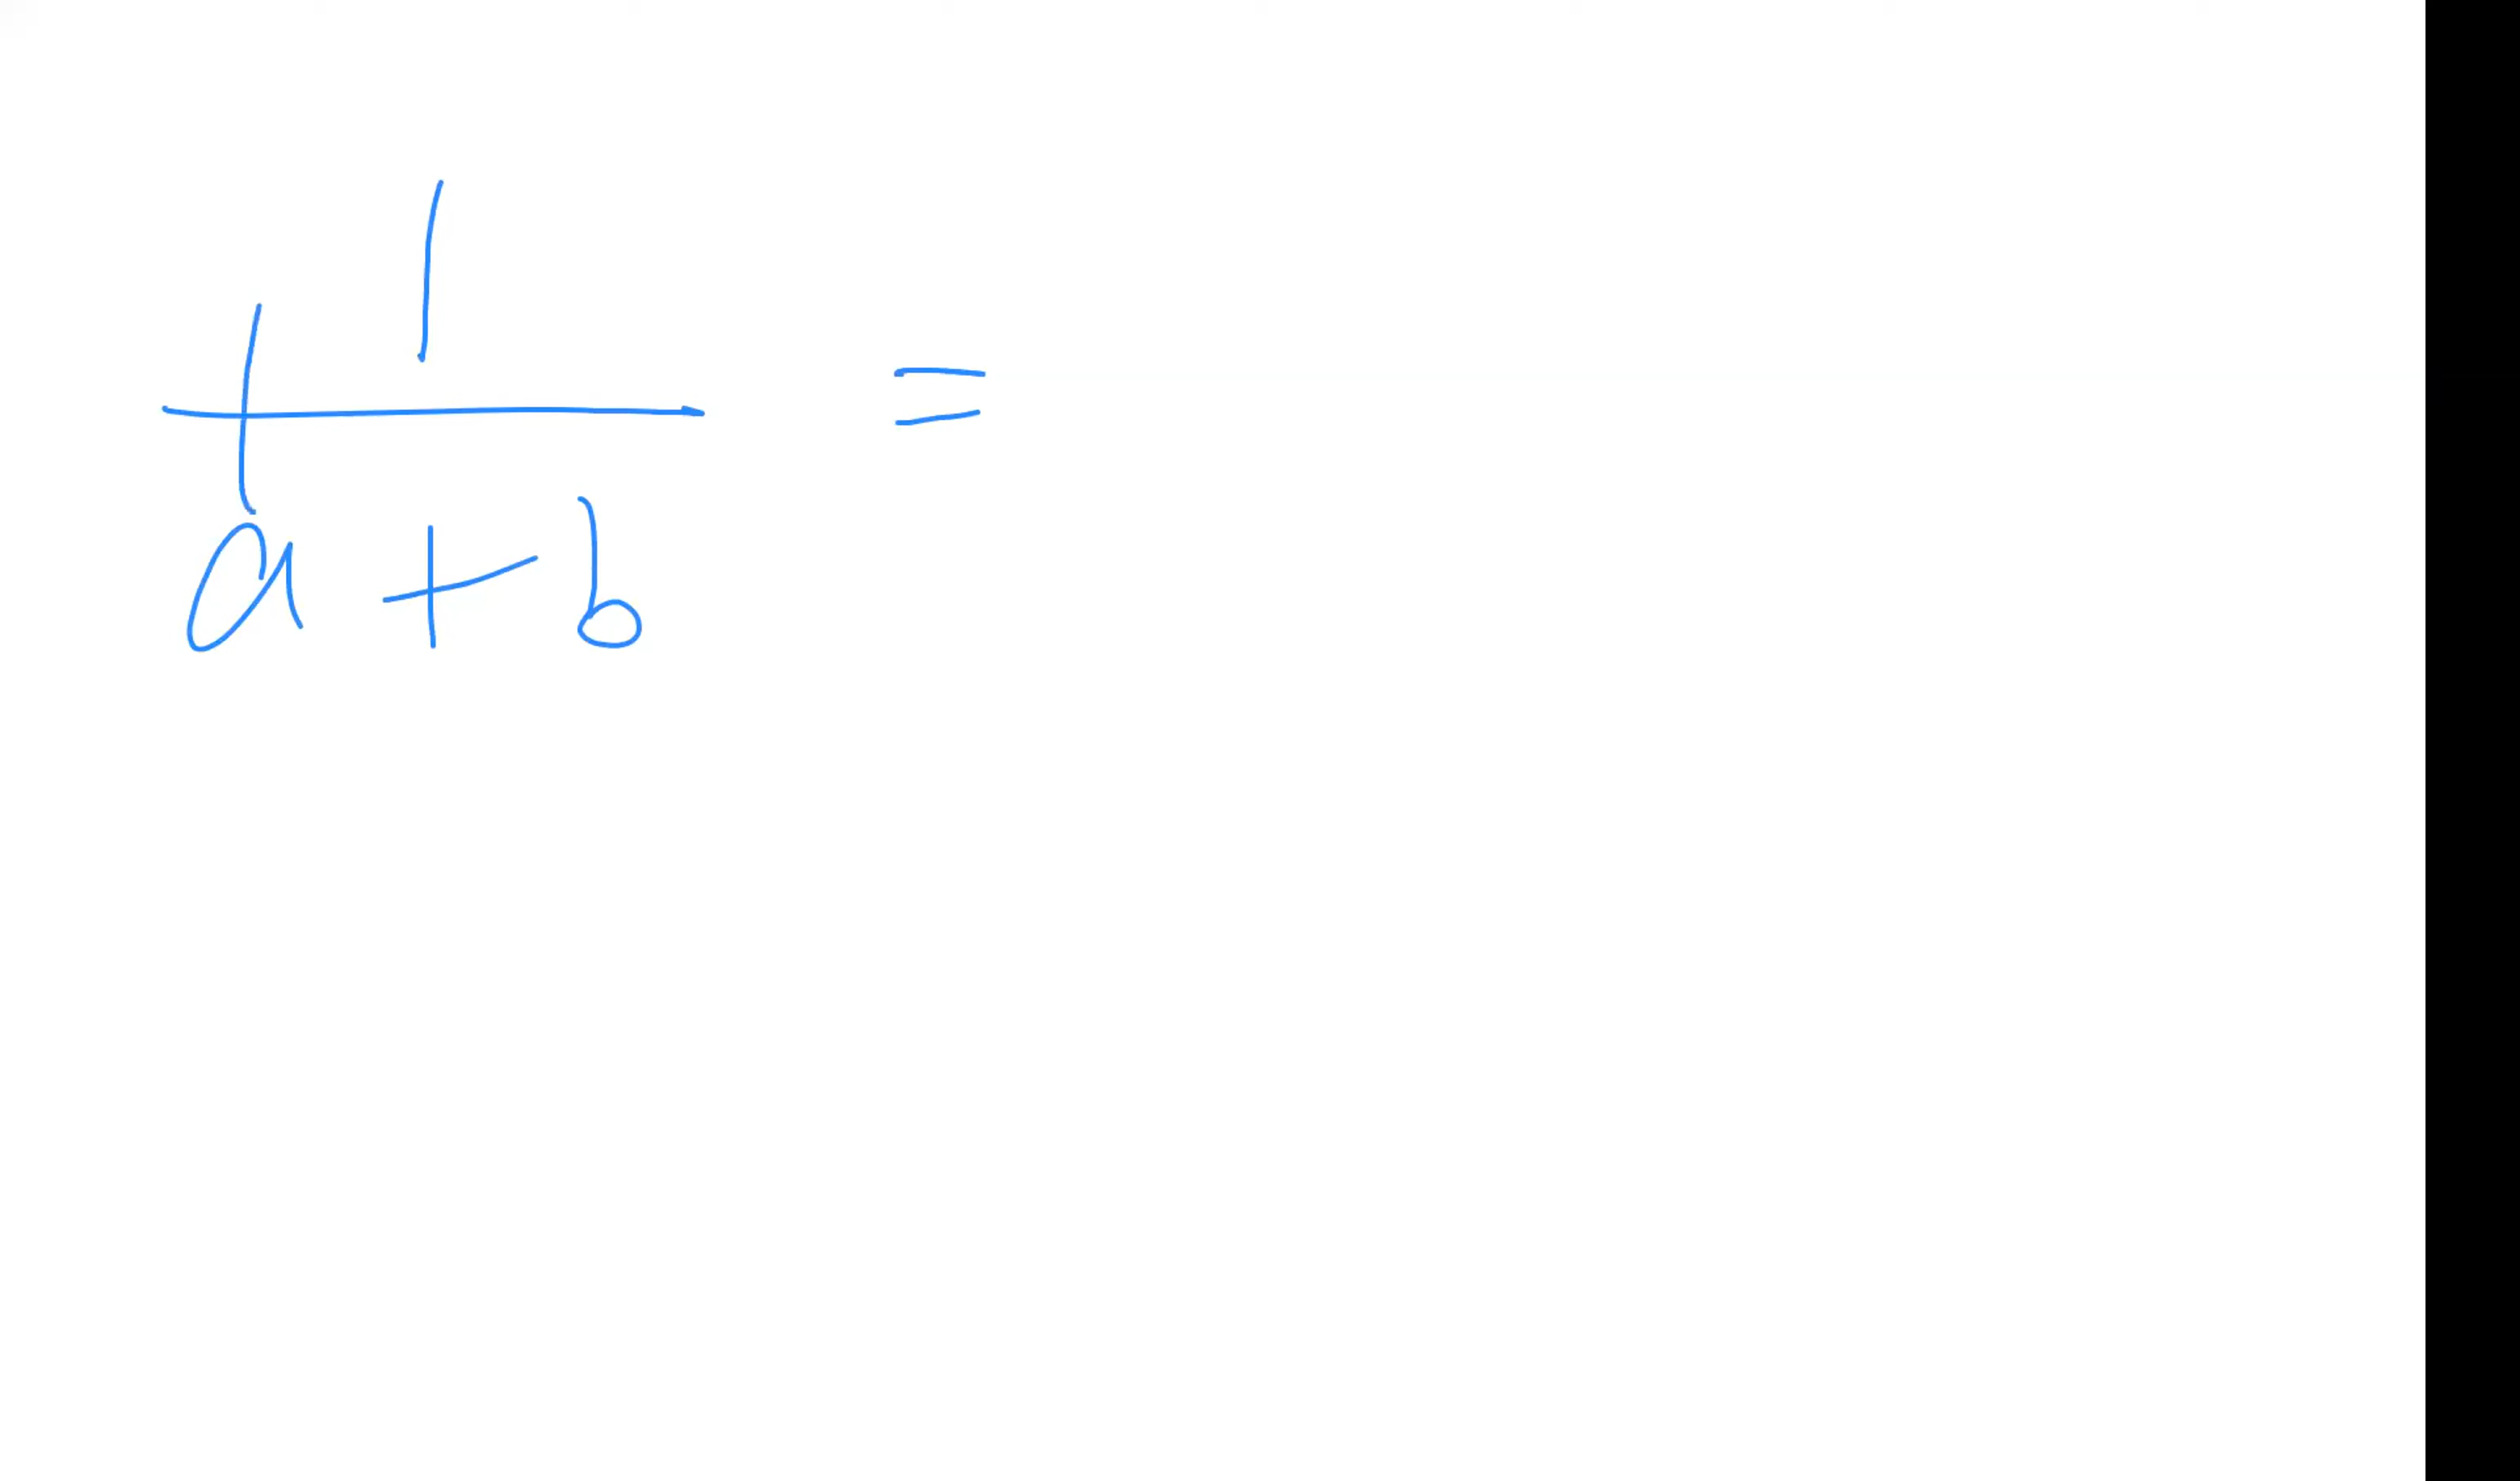 1
a + b =